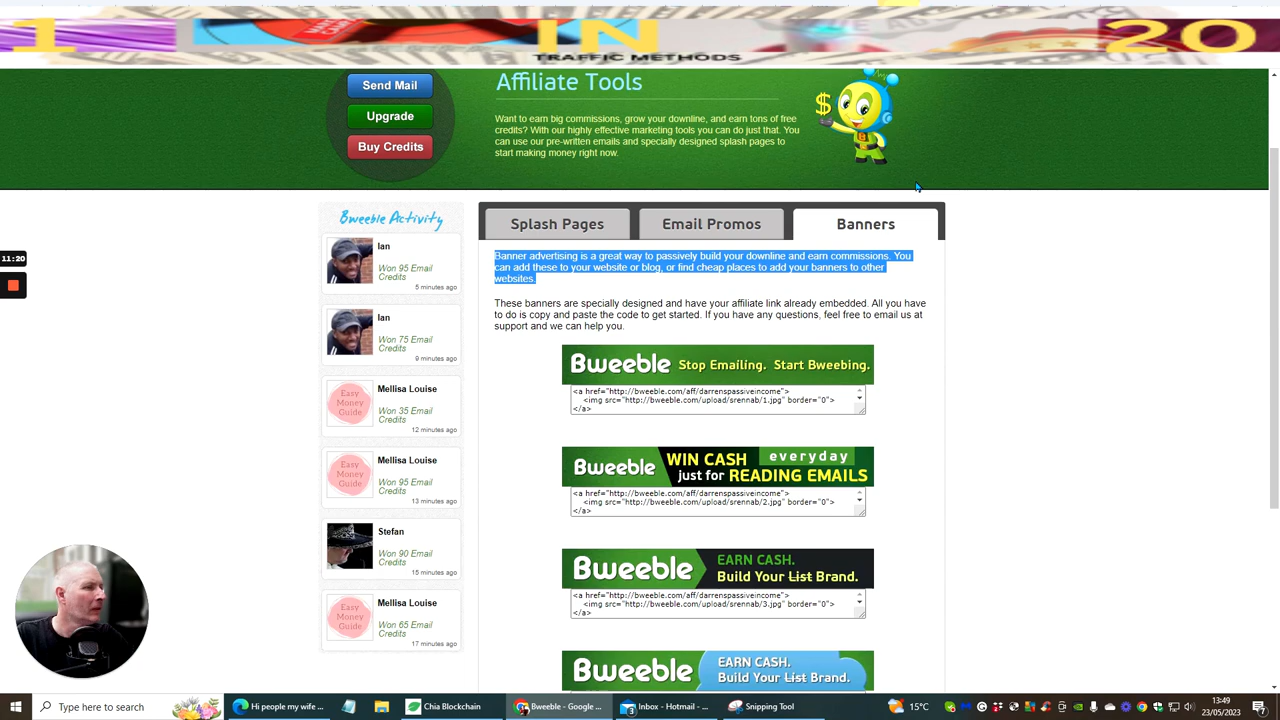 1 IN 20
TRAFFIC METHODS
Send Mail
Upgrade
Buy Credits
Affiliate Tools
Want to earn big commissions, grow your downline, and earn tons of free
credits? With our highly effective marketing tools you can do just that. You
can use our pre-written emails and specially designed splash pages to
start making money right now.
$
Bweeble Activity
Ian
Won 95 Email
Credits
5 minutes ago
Ian
Won 75 Email
Credits
9 minutes ago
Easy
Money
Guide
Mellisa Louise
Won 35 Email
Credits
12 minutes ago
Easy
Money
Guide
Mellisa Louise
Won 95 Email
Credits
13 minutes ago
Stefan
Won 90 Email
Credits
15 minutes ago
Easy
Money
Guide
Mellisa Louise
Won 65 Email
Credits
17 minutes ago
Splash Pages
Email Promos
Banners
Banner advertising is a great way to passively build your downline and earn commissions. You
can add these to your website or blog, or find cheap places to add your banners to other
websites.
These banners are specially designed and have your affiliate link already embedded. All you have
to do is copy and paste the code to get started. If you have any questions, feel free to email us at
support and we can help you.
Bweeble Stop Emailing. Start Bweebing.
<a href="http://bweeble.com/aff/darrenspassiveincome">
<img src="http://bweeble.com/upload/srennab/1.jpg" border="0">
</a>
Bweeble WIN CASH everyday
just for READING EMAILS
<a href="http://bweeble.com/aff/darrenspassiveincome">
<img src="http://bweeble.com/upload/srennab/2.jpg" border="0">
</a>
Bweeble EARN CASH.
Build Your List Brand.
<a href="http://bweeble.com/aff/darrenspassiveincome">
<img src="http://bweeble.com/upload/srennab/3.jpg" border="0">
</a>
Bweeble EARN CASH.
Build Your List Brand.
11:20
Type here to search
Hi people my wife ...
Chia Blockchain
Bweeble - Google ...
Inbox - Hotmail - ...
Snipping Tool
15°C
13:49
23/05/2023